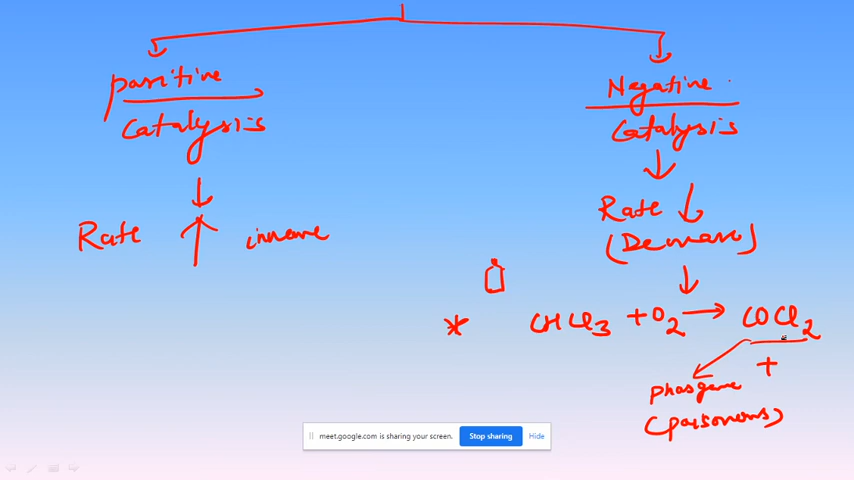 Positive
Catalysis
Rate ↑ increase
Negative
Catalysis
Rate ↓
(Decrease)
* CHCl3 + O2 → COCl2
+
phosgene
(poisonous)
meet.google.com is sharing your screen. Stop sharing Hide